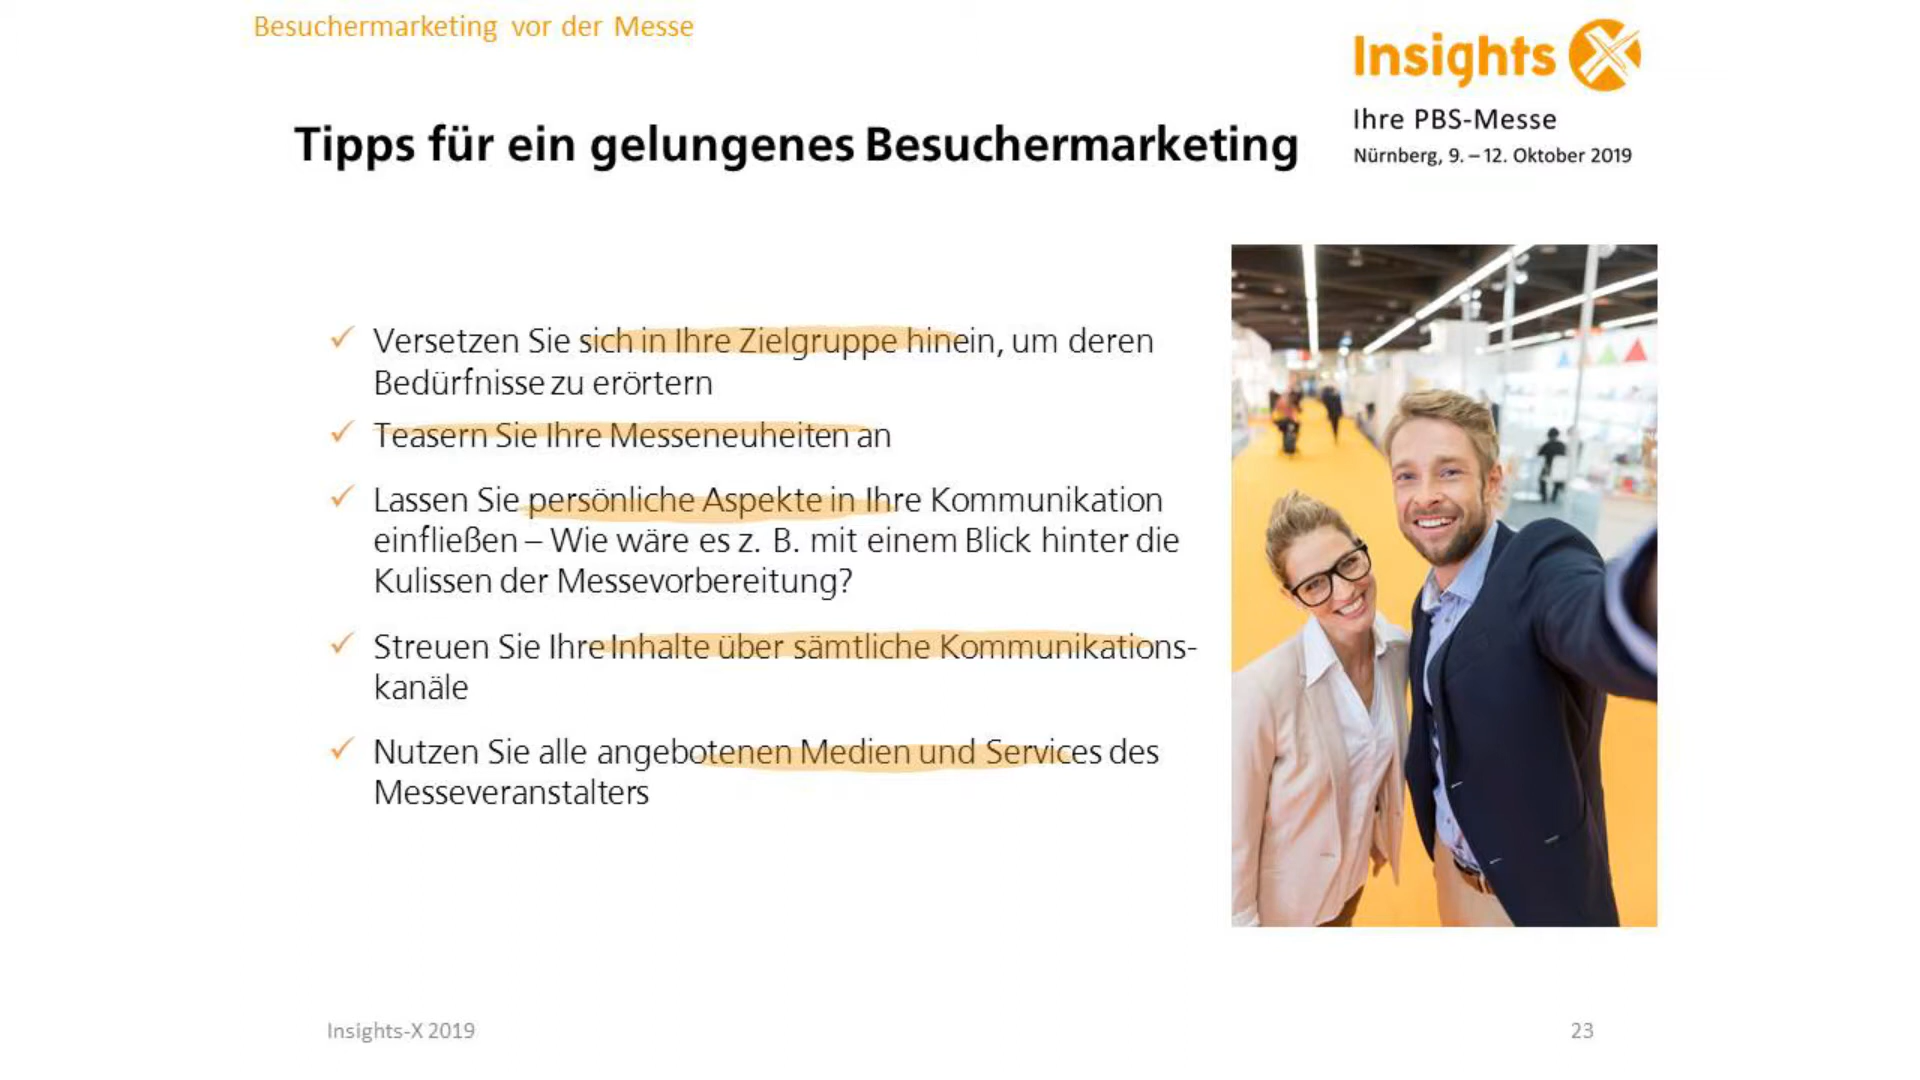 Besuchermarketing vor der Messe
Insights X
Ihre PBS-Messe
Nürnberg, 9. – 12. Oktober 2019
Tipps für ein gelungenes Besuchermarketing
✓ Versetzen Sie sich in Ihre Zielgruppe hinein, um deren
Bedürfnisse zu erörtern
✓ Teasern Sie Ihre Messeneuheiten an
✓ Lassen Sie persönliche Aspekte in Ihre Kommunikation
einfließen – Wie wäre es z. B. mit einem Blick hinter die
Kulissen der Messevorbereitung?
✓ Streuen Sie Ihre Inhalte über sämtliche Kommunikations-
kanäle
✓ Nutzen Sie alle angebotenen Medien und Services des
Messeveranstalters
Insights-X 2019
23